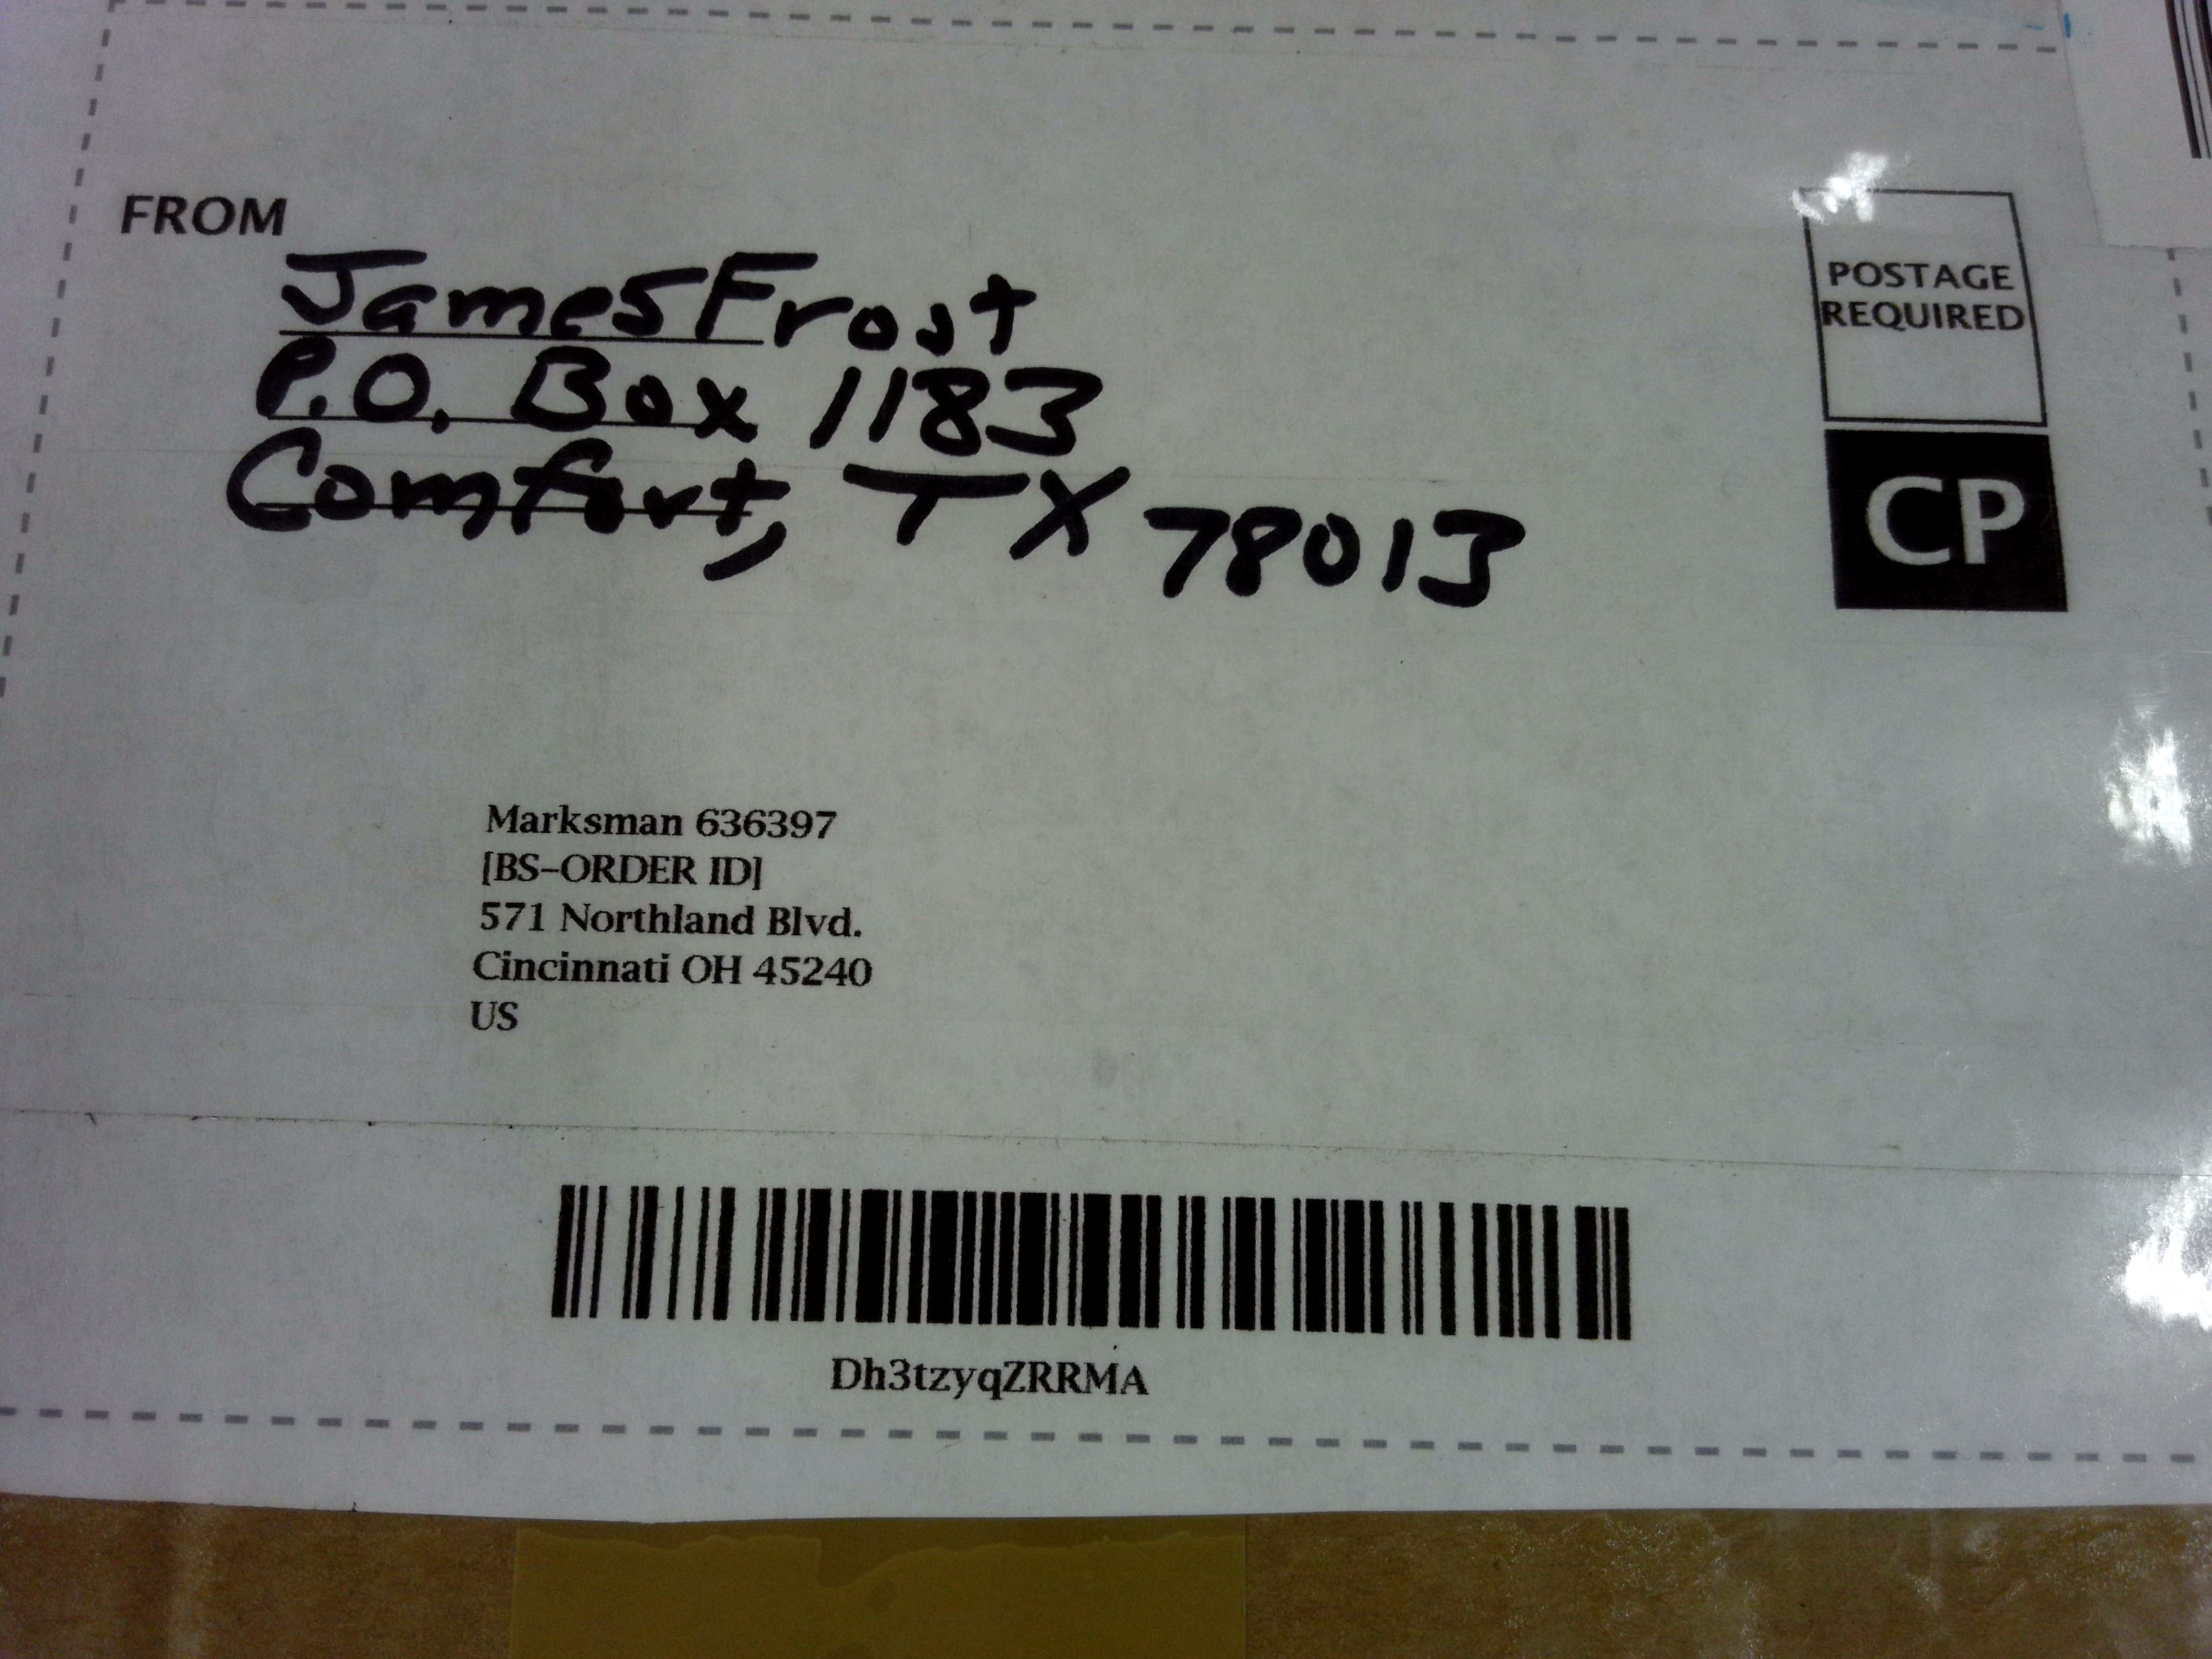 FROM
James Frost
P.O. Box 1183
Comfort, TX 78013
POSTAGE
REQUIRED
CP
Marksman 636397
[BS-ORDER ID]
571 Northland Blvd.
Cincinnati OH 45240
US
Dh3tzyqZRRMA